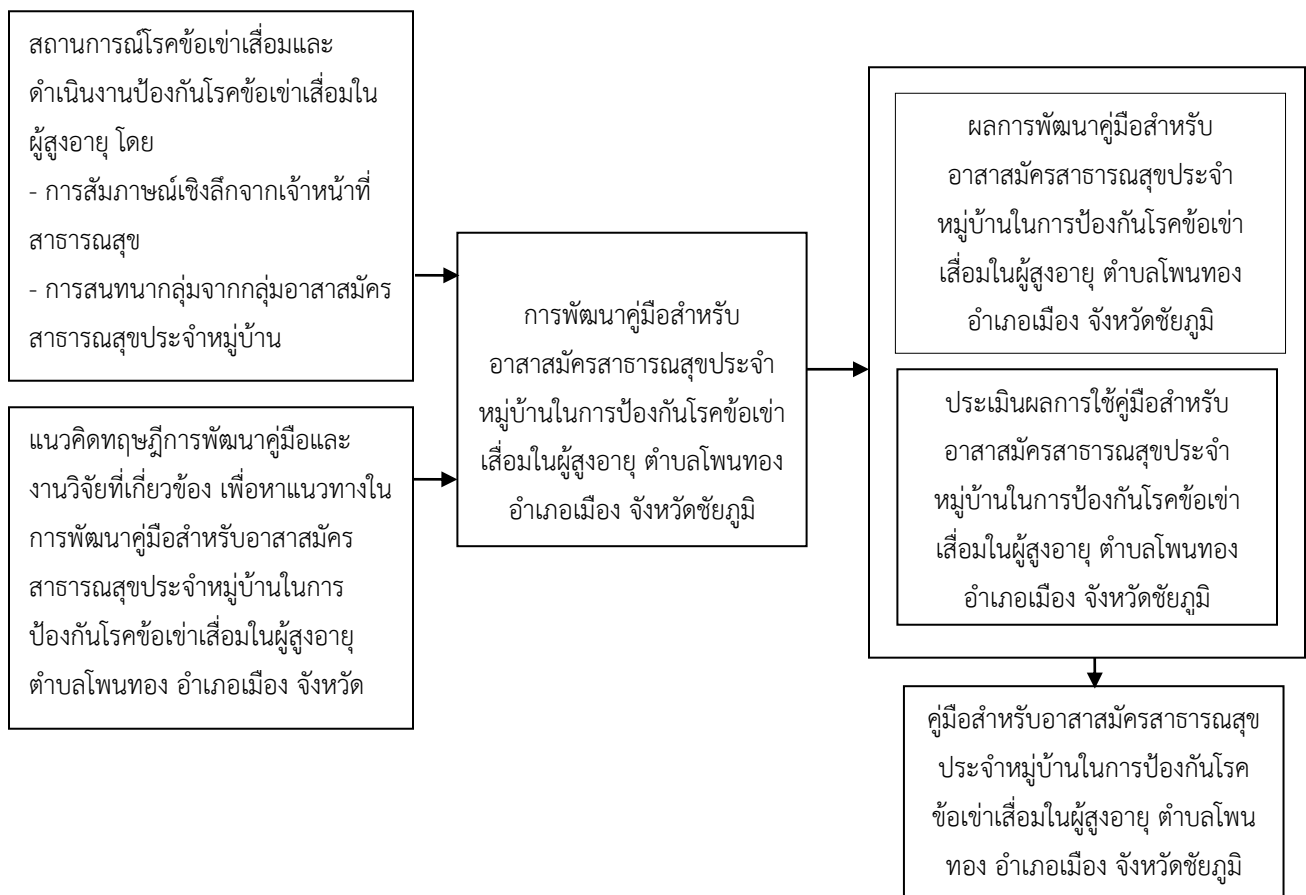 สถานการณ์โรคข้อเข่าเสื่อมและ
ดำเนินงานป้องกันโรคข้อเข่าเสื่อมใน
ผู้สูงอายุ โดย
- การสัมภาษณ์เชิงลึกจากเจ้าหน้าที่
สาธารณสุข
- การสนทนากลุ่มจากกลุ่มอาสาสมัคร
สาธารณสุขประจำหมู่บ้าน
แนวคิดทฤษฎีการพัฒนาคู่มือและ
งานวิจัยที่เกี่ยวข้อง เพื่อหาแนวทางใน
การพัฒนาคู่มือสำหรับอาสาสมัคร
สาธารณสุขประจำหมู่บ้านในการ
ป้องกันโรคข้อเข่าเสื่อมในผู้สูงอายุ
ตำบลโพนทอง อำเภอเมือง จังหวัด
การพัฒนาคู่มือสำหรับ
อาสาสมัครสาธารณสุขประจำ
หมู่บ้านในการป้องกันโรคข้อเข่า
เสื่อมในผู้สูงอายุ ตำบลโพนทอง
อำเภอเมือง จังหวัดชัยภูมิ
ผลการพัฒนาคู่มือสำหรับ
อาสาสมัครสาธารณสุขประจำ
หมู่บ้านในการป้องกันโรคข้อเข่า
เสื่อมในผู้สูงอายุ ตำบลโพนทอง
อำเภอเมือง จังหวัดชัยภูมิ
ประเมินผลการใช้คู่มือสำหรับ
อาสาสมัครสาธารณสุขประจำ
หมู่บ้านในการป้องกันโรคข้อเข่า
เสื่อมในผู้สูงอายุ ตำบลโพนทอง
อำเภอเมือง จังหวัดชัยภูมิ
คู่มือสำหรับอาสาสมัครสาธารณสุข
ประจำหมู่บ้านในการป้องกันโรค
ข้อเข่าเสื่อมในผู้สูงอายุ ตำบลโพน
ทอง อำเภอเมือง จังหวัดชัยภูมิ